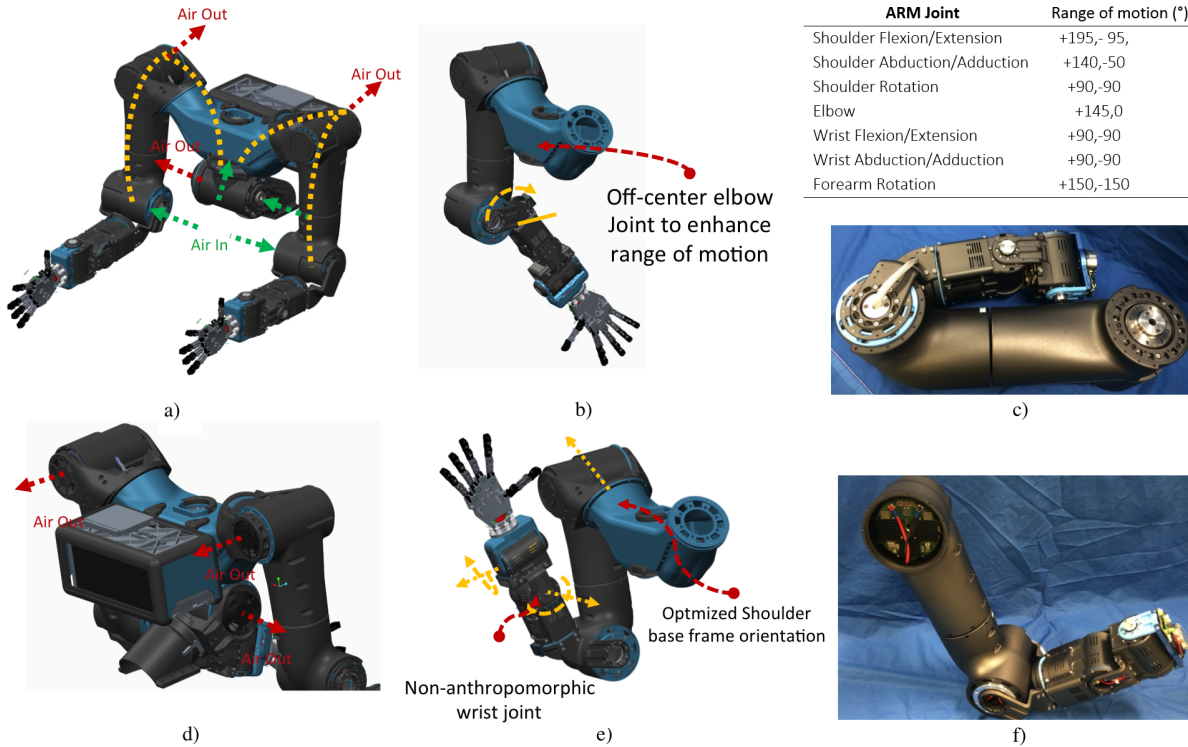 Air Out
Air Out
Air Out
Air In
a)
Off-center elbow
Joint to enhance
range of motion
b)
ARM Joint Range of motion (°)
Shoulder Flexion/Extension +195,- 95,
Shoulder Abduction/Adduction +140,-50
Shoulder Rotation +90,-90
Elbow +145,0
Wrist Flexion/Extension +90,-90
Wrist Abduction/Adduction +90,-90
Forearm Rotation +150,-150
c)
Air Out
Air Out
Air Out
d)
Optmized Shoulder
base frame orientation
Non-anthropomorphic
wrist joint
e)
f)